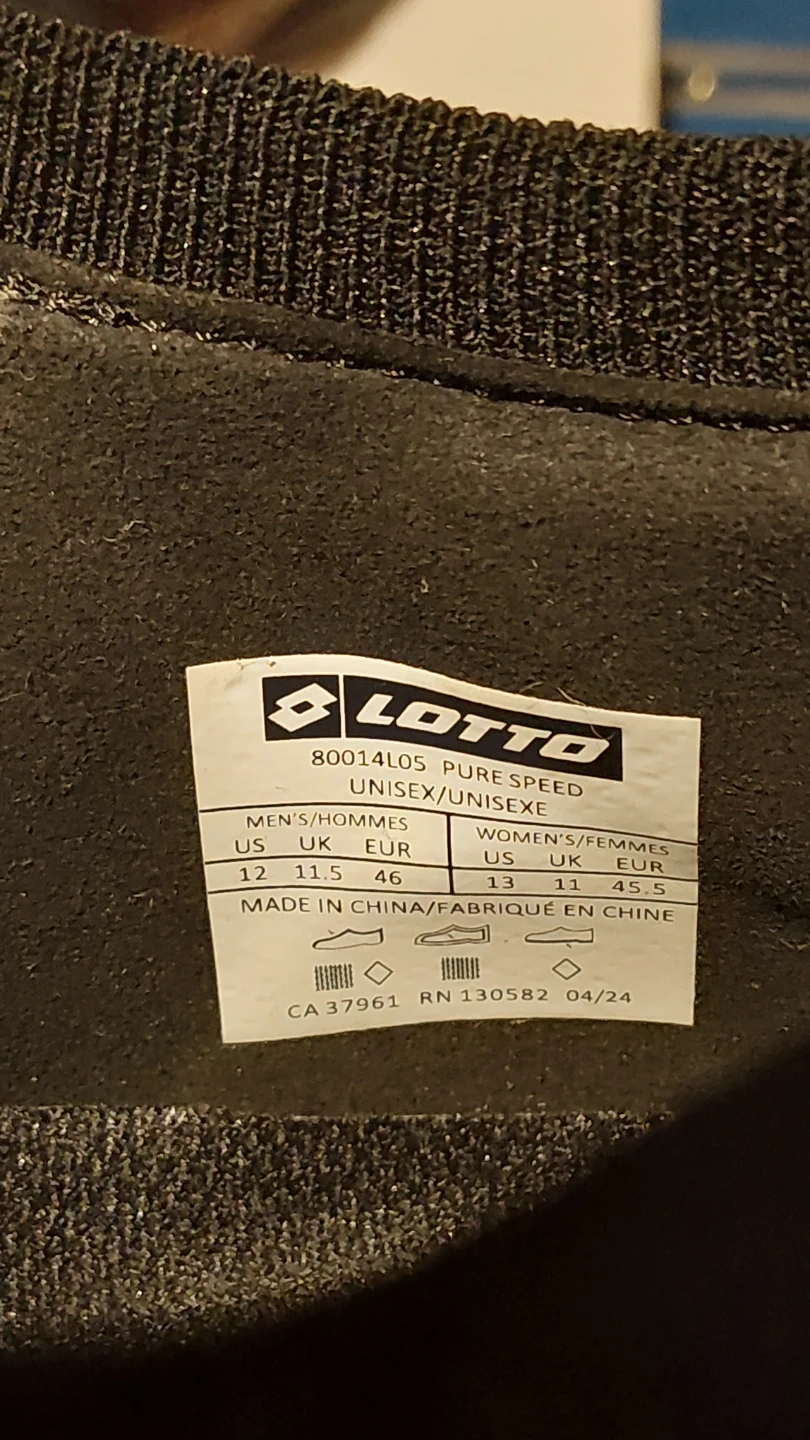 LOTTO
80014L05 PURE SPEED
UNISEX/UNISEXE
MEN'S/HOMMES WOMEN'S/FEMMES
US UK EUR US UK EUR
12 11.5 46 13 11 45.5
MADE IN CHINA/FABRIQUÉ EN CHINE
CA 37961 RN 130582 04/24